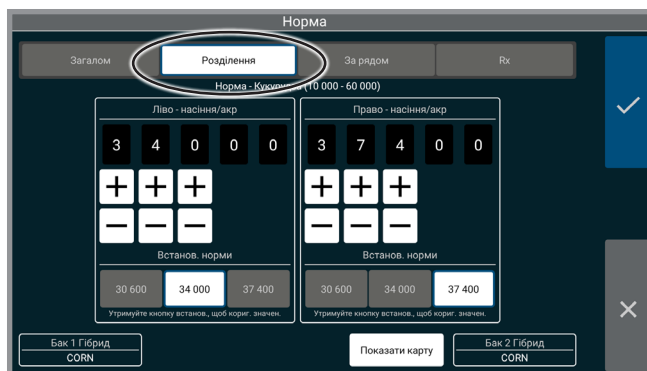 Норма
Загалом Розділення За рядом Rx
Норма - Кукурудза (10 000 - 60 000)
Ліво - насіння/акр
Право - насіння/акр
3 4 0 0 0
3 7 4 0 0
Встанов. норми
Встанов. норми
30 600 34 000 37 400
30 600 34 000 37 400
Утримуйте кнопку встанов., щоб кориг. значен.
Утримуйте кнопку встанов., щоб кориг. значен.
Бак 1 Гібрид
CORN
Показати карту
Бак 2 Гібрид
CORN